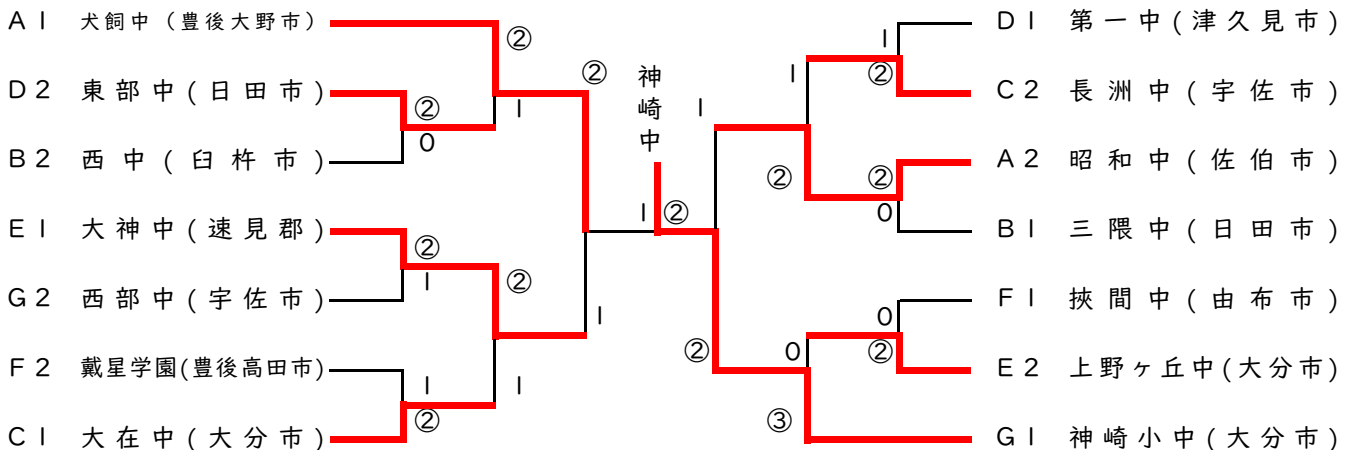 A1 犬飼中（豊後大野市）
D2 東部中(日田市)
B2 西中(臼杵市)
E1 大神中(速見郡)
G2 西部中(宇佐市)
F2 戴星学園(豊後高田市)
C1 大在中(大分市)
②
②
0
1
②
②
1
②
1
②
1
1
神崎中
1
②
D1 第一中(津久見市)
C2 長洲中(宇佐市)
A2 昭和中(佐伯市)
B1 三隈中(日田市)
F1 挾間中(由布市)
E2 上野ヶ丘中(大分市)
G1 神崎小中(大分市)
1
②
1
1
②
②
0
0
②
②
0
③